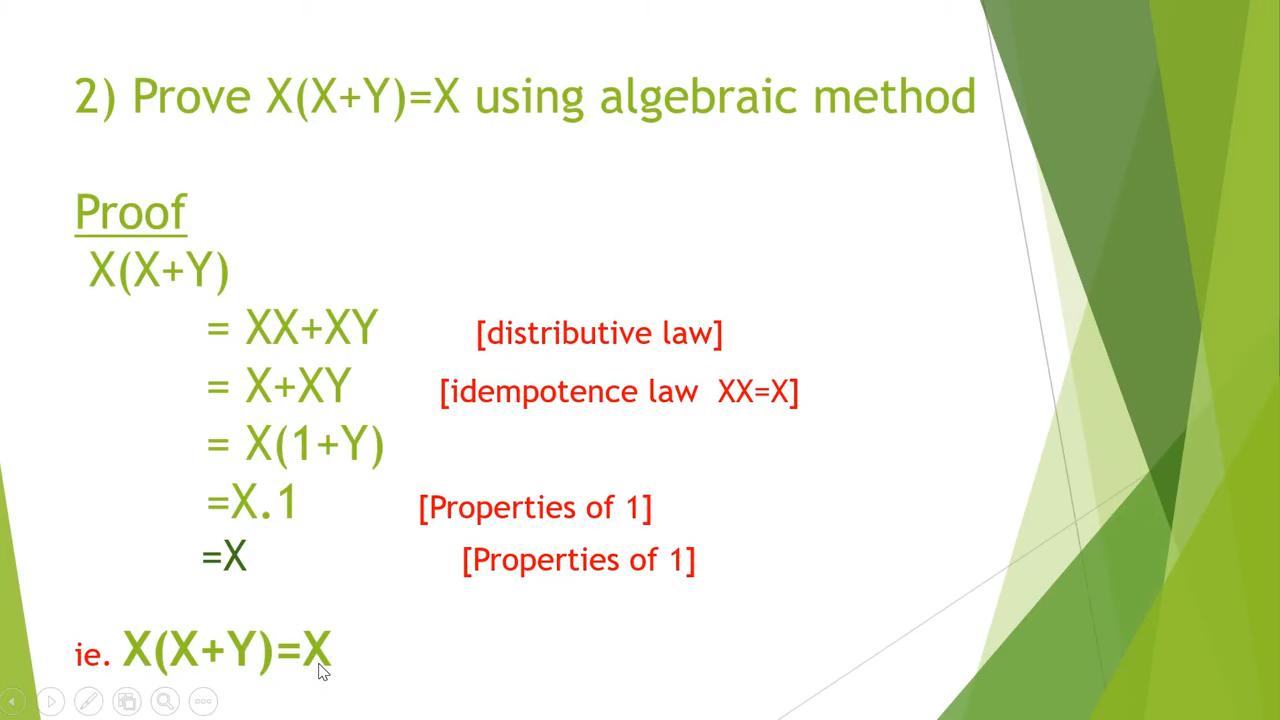 2) Prove X(X+Y)=X using algebraic method
Proof
X(X+Y)
= XX+XY [distributive law]
= X+XY [idempotence law XX=X]
= X(1+Y)
=X.1 [Properties of 1]
=X [Properties of 1]
ie. X(X+Y)=X